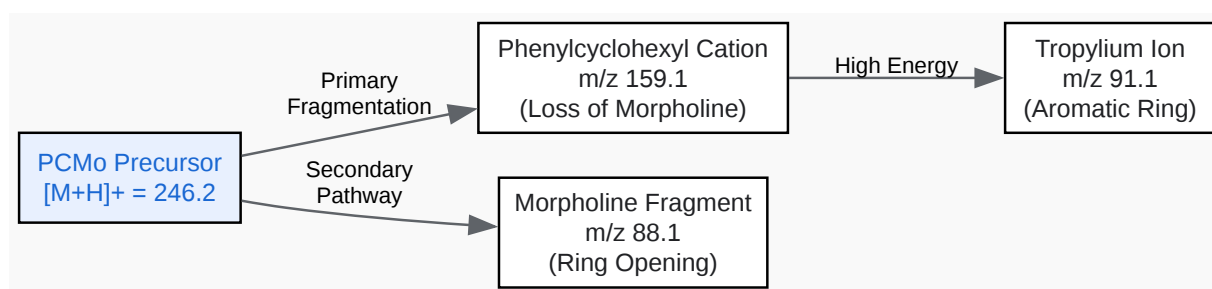 PCMo Precursor
[M+H]+ = 246.2
Primary
Fragmentation
Secondary
Pathway
Phenylcyclohexyl Cation
m/z 159.1
(Loss of Morpholine)
Morpholine Fragment
m/z 88.1
(Ring Opening)
High Energy
Tropylium Ion
m/z 91.1
(Aromatic Ring)